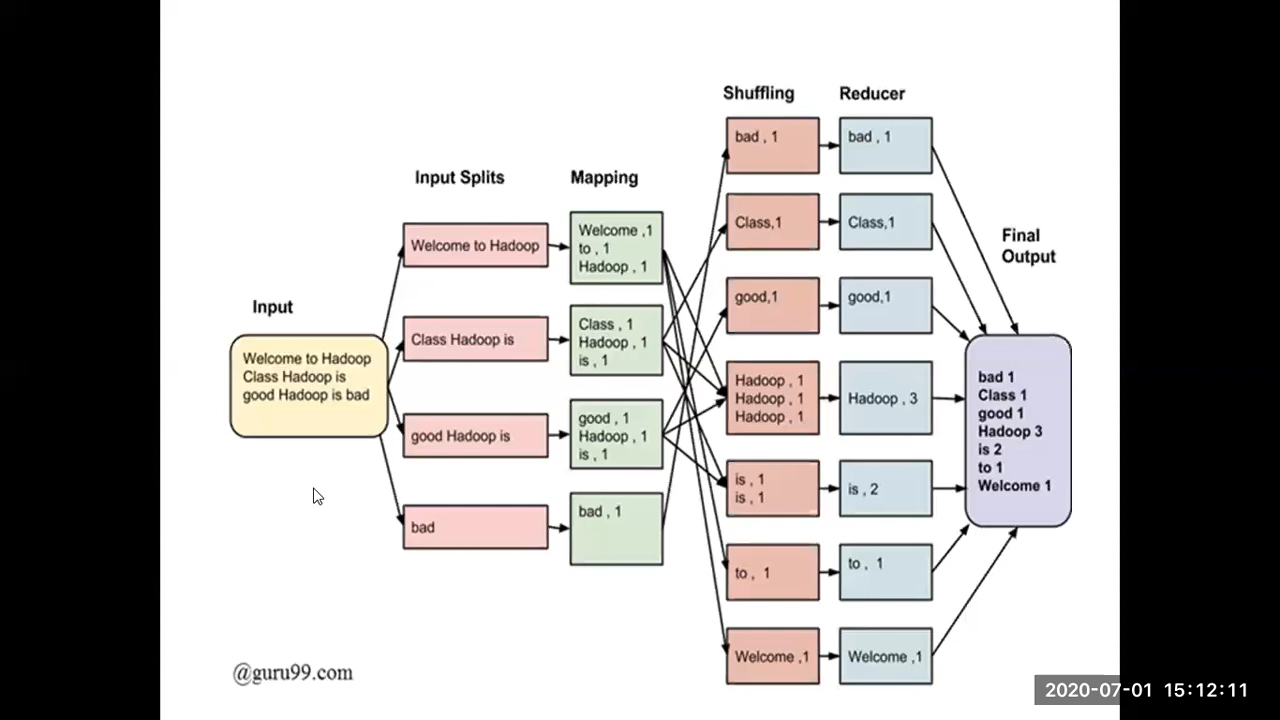 Input
Welcome to Hadoop
Class Hadoop is
good Hadoop is bad
Input Splits
Welcome to Hadoop
Class Hadoop is
good Hadoop is
bad
Mapping
Welcome ,1
to , 1
Hadoop , 1
Class , 1
Hadoop , 1
is , 1
good , 1
Hadoop , 1
is , 1
bad , 1
Shuffling
bad , 1
Class,1
good,1
Hadoop , 1
Hadoop , 1
Hadoop , 1
is , 1
is , 1
to , 1
Welcome ,1
Reducer
bad , 1
Class,1
good,1
Hadoop , 3
is , 2
to , 1
Welcome ,1
Final
Output
bad 1
Class 1
good 1
Hadoop 3
is 2
to 1
Welcome 1
@guru99.com
2020-07-01 15:12:11